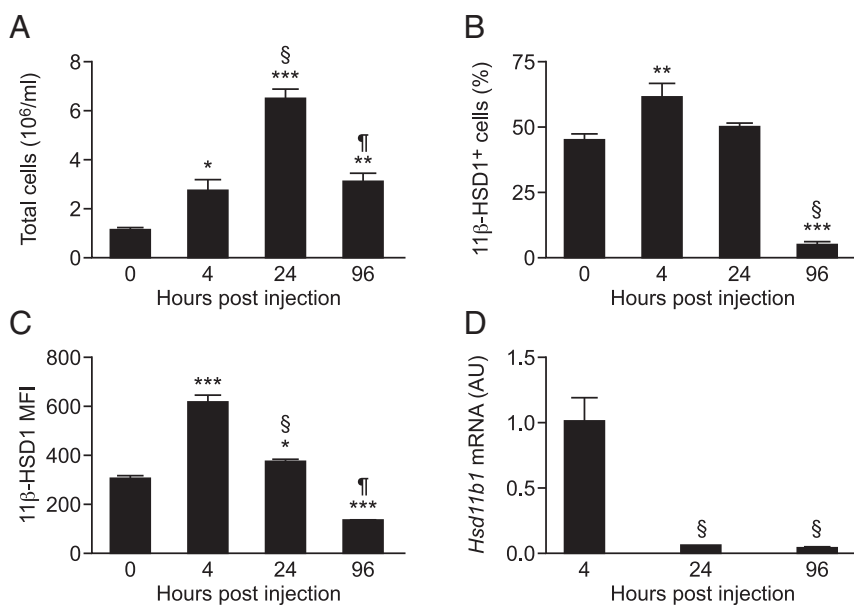 A
Total cells (10⁶/ml)
8
6
4
2
0
*
§
***
¶
**
0 4 24 96
Hours post injection
B
11β-HSD1⁺ cells (%)
75
50
25
0
**
§
***
0 4 24 96
Hours post injection
C
11β-HSD1 MFI
800
600
400
200
0
***
§
*
¶
***
0 4 24 96
Hours post injection
D
Hsd11b1 mRNA (AU)
1.5
1.0
0.5
0.0
§ §
4 24 96
Hours post injection